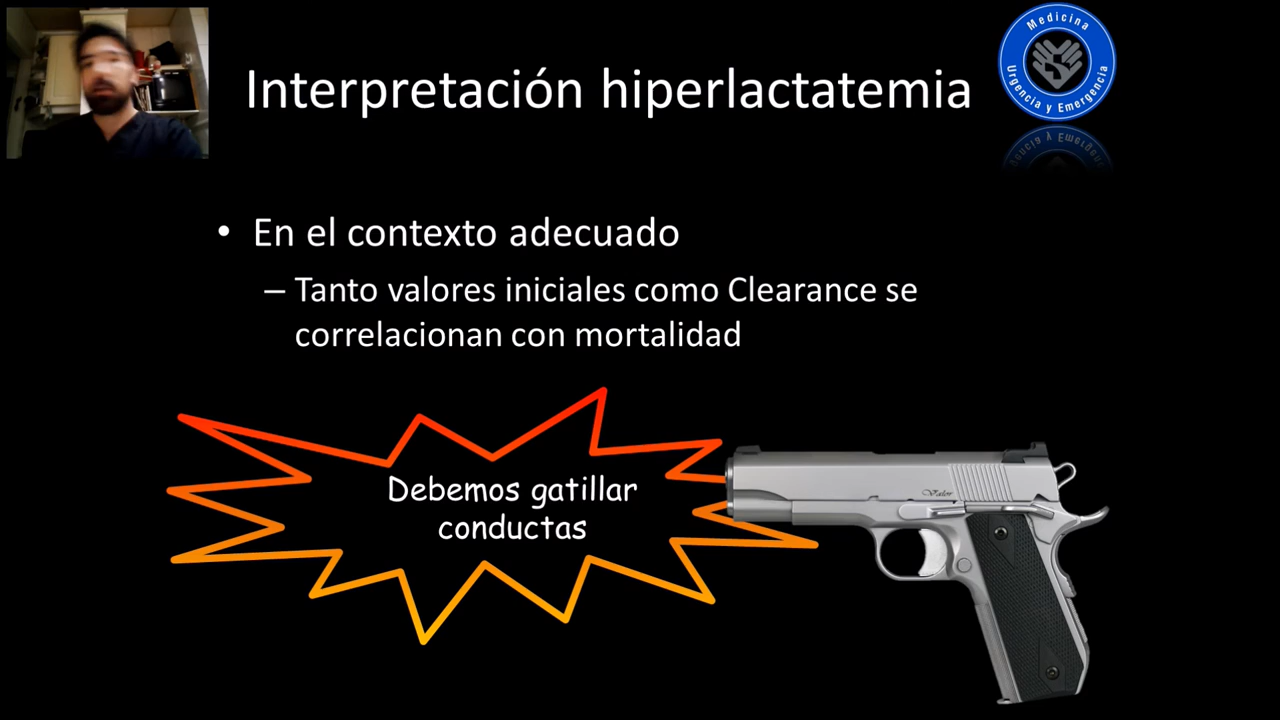 Interpretación hiperlactatemia
Medicina
Urgencia y Emergencia
• En el contexto adecuado
– Tanto valores iniciales como Clearance se
correlacionan con mortalidad
Debemos gatillar
conductas
Valor